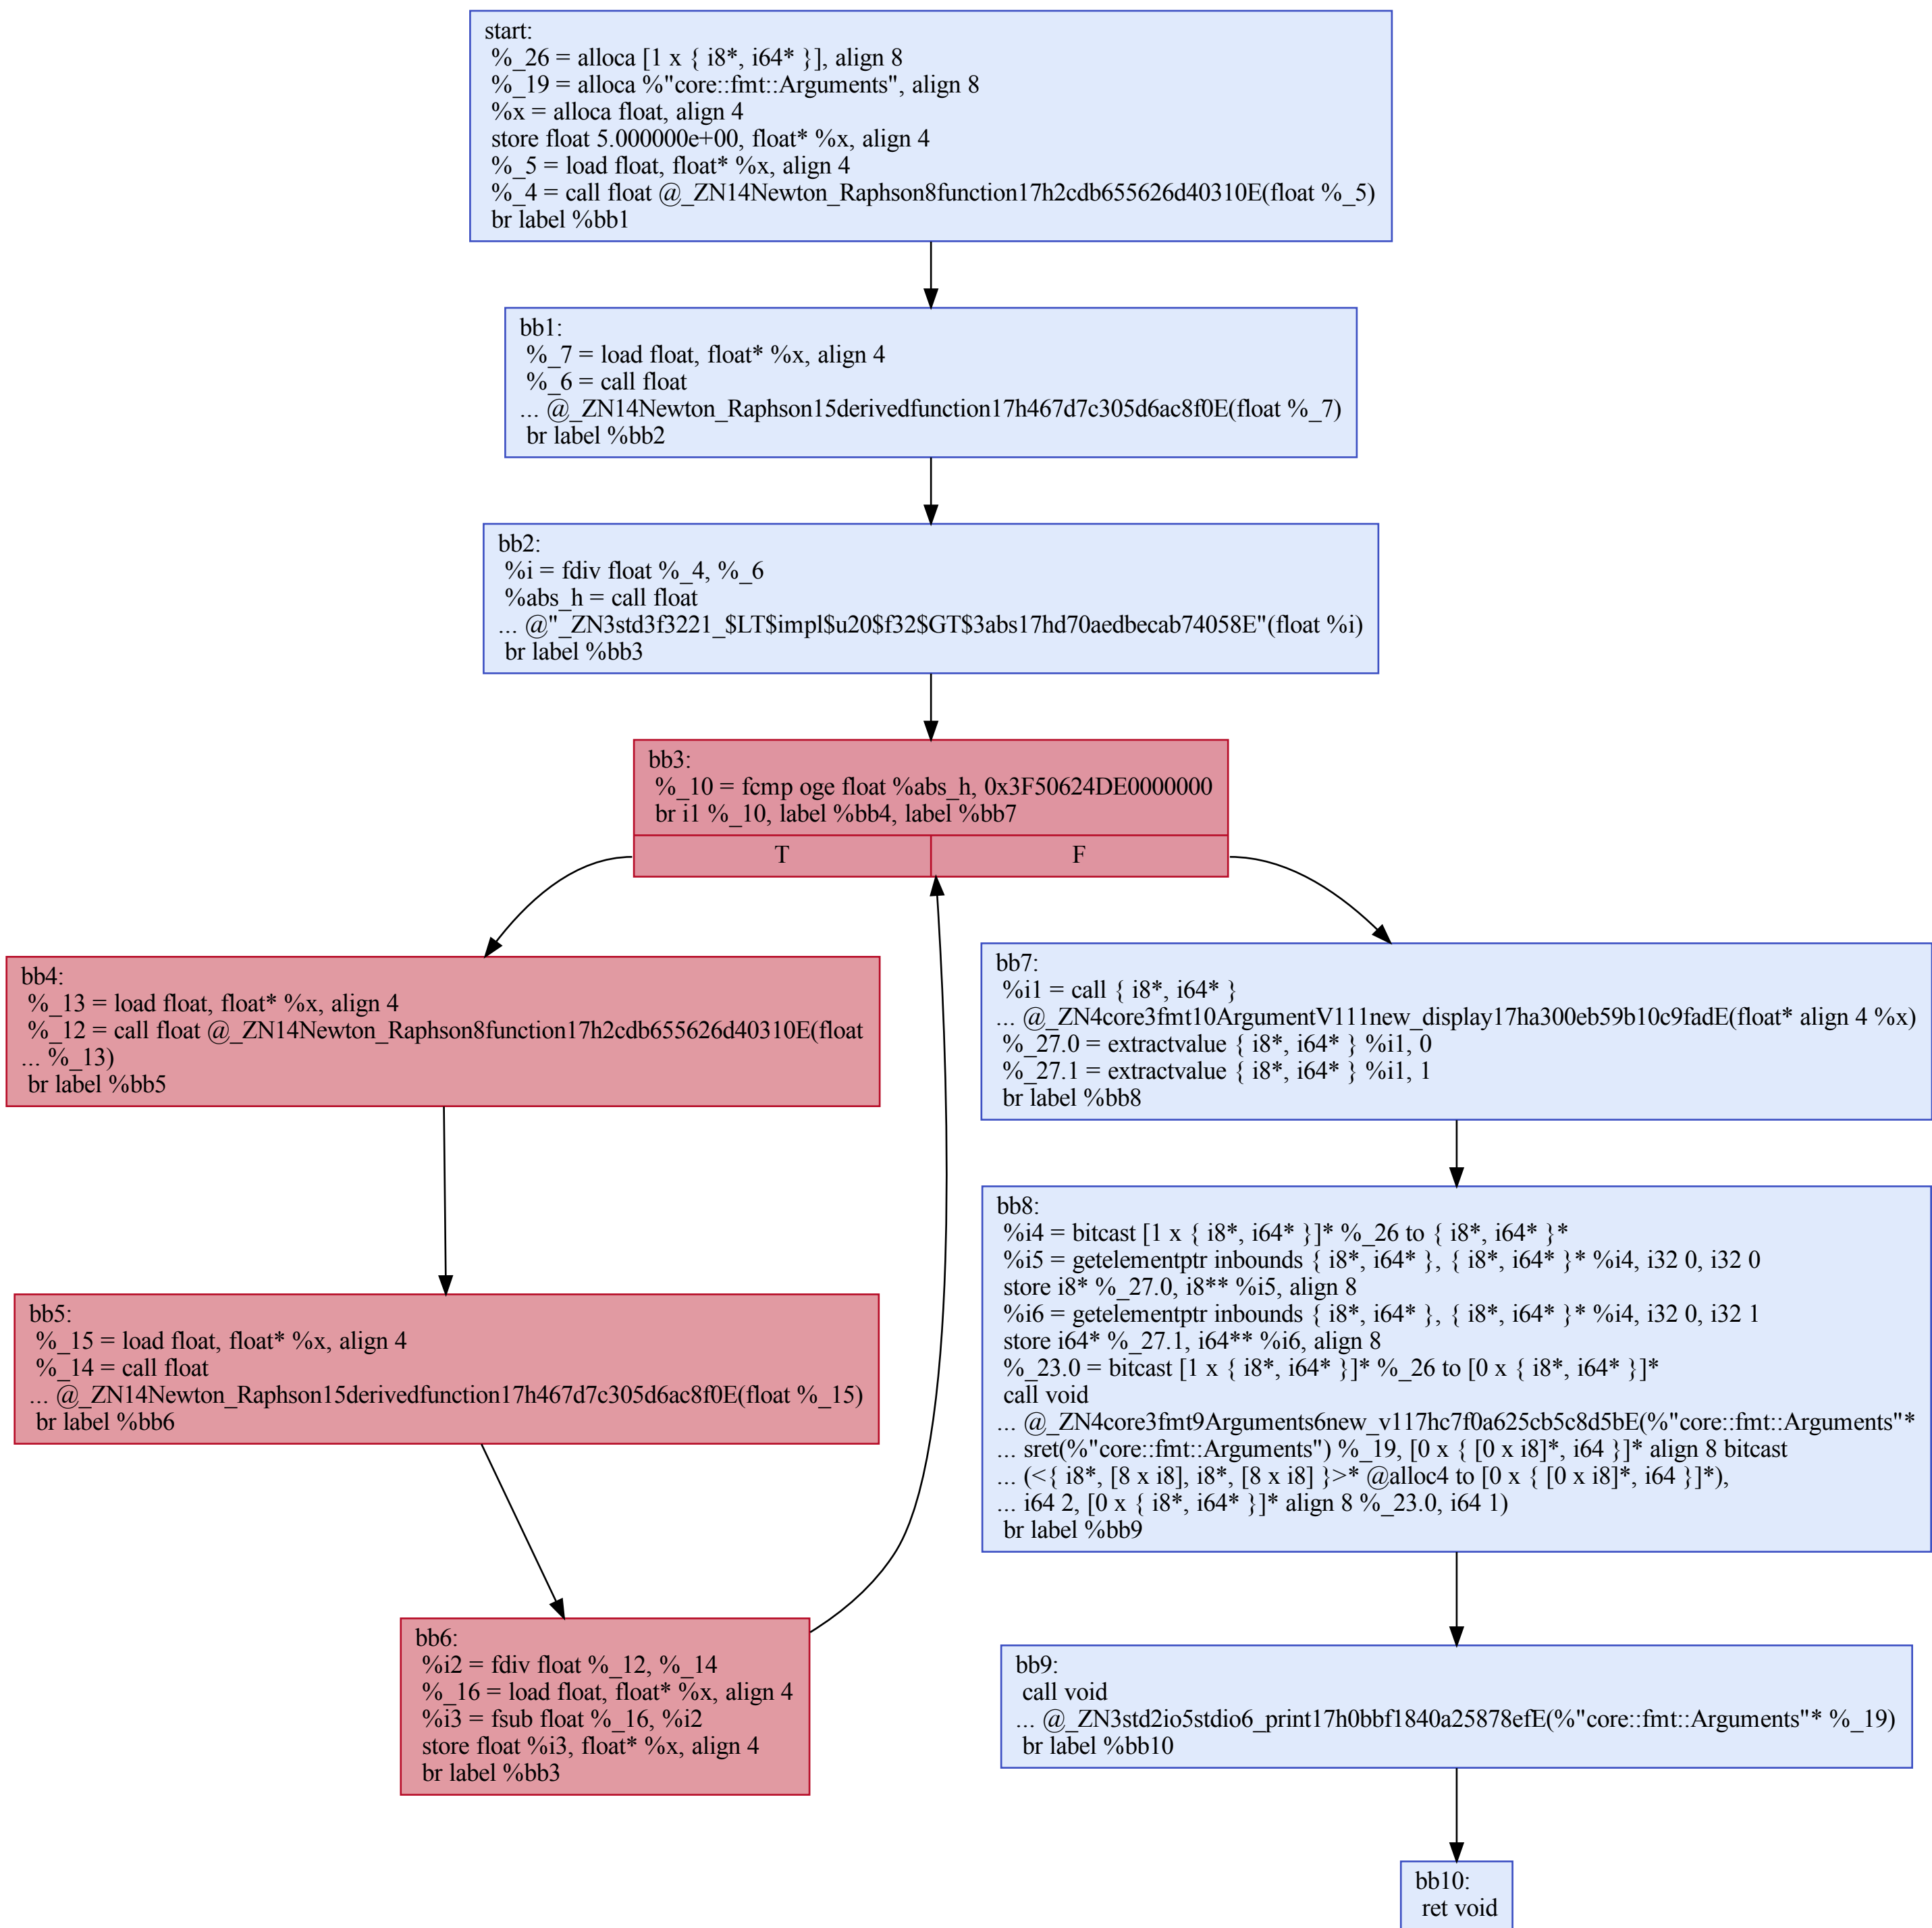 start:
%_26 = alloca [1 x { i8*, i64* }], align 8
%_19 = alloca %"core::fmt::Arguments", align 8
%x = alloca float, align 4
store float 5.000000e+00, float* %x, align 4
%_5 = load float, float* %x, align 4
%_4 = call float @_ZN14Newton_Raphson8function17h2cdb655626d40310E(float %_5)
br label %bb1
bb1:
%_7 = load float, float* %x, align 4
%_6 = call float
... @_ZN14Newton_Raphson15derivedfunction17h467d7c305d6ac8f0E(float %_7)
br label %bb2
bb2:
%i = fdiv float %_4, %_6
%abs_h = call float
... @"_ZN3std3f3221_$LT$impl$u20$f32$GT$3abs17hd70aedbecab74058E"(float %i)
br label %bb3
bb3:
%_10 = fcmp oge float %abs_h, 0x3F50624DE0000000
br i1 %_10, label %bb4, label %bb7
T
F
bb4:
%_13 = load float, float* %x, align 4
%_12 = call float @_ZN14Newton_Raphson8function17h2cdb655626d40310E(float
... %_13)
br label %bb5
bb7:
%i1 = call { i8*, i64* }
... @_ZN4core3fmt10ArgumentV111new_display17ha300eb59b10c9fadE(float* align 4 %x)
%_27.0 = extractvalue { i8*, i64* } %i1, 0
%_27.1 = extractvalue { i8*, i64* } %i1, 1
br label %bb8
bb5:
%_15 = load float, float* %x, align 4
%_14 = call float
... @_ZN14Newton_Raphson15derivedfunction17h467d7c305d6ac8f0E(float %_15)
br label %bb6
bb8:
%i4 = bitcast [1 x { i8*, i64* }]* %_26 to { i8*, i64* }*
%i5 = getelementptr inbounds { i8*, i64* }, { i8*, i64* }* %i4, i32 0, i32 0
store i8* %_27.0, i8** %i5, align 8
%i6 = getelementptr inbounds { i8*, i64* }, { i8*, i64* }* %i4, i32 0, i32 1
store i64* %_27.1, i64** %i6, align 8
%_23.0 = bitcast [1 x { i8*, i64* }]* %_26 to [0 x { i8*, i64* }]*
call void
... @_ZN4core3fmt9Arguments6new_v117hc7f0a625cb5c8d5bE(%"core::fmt::Arguments"*
... sret(%"core::fmt::Arguments") %_19, [0 x { [0 x i8]*, i64 }]* align 8 bitcast
... (<{ i8*, [8 x i8], i8*, [8 x i8] }>* @alloc4 to [0 x { [0 x i8]*, i64 }]*),
... i64 2, [0 x { i8*, i64* }]* align 8 %_23.0, i64 1)
br label %bb9
bb6:
%i2 = fdiv float %_12, %_14
%_16 = load float, float* %x, align 4
%i3 = fsub float %_16, %i2
store float %i3, float* %x, align 4
br label %bb3
bb9:
call void
... @_ZN3std2io5stdio6_print17h0bbf1840a25878efE(%"core::fmt::Arguments"* %_19)
br label %bb10
bb10:
ret void